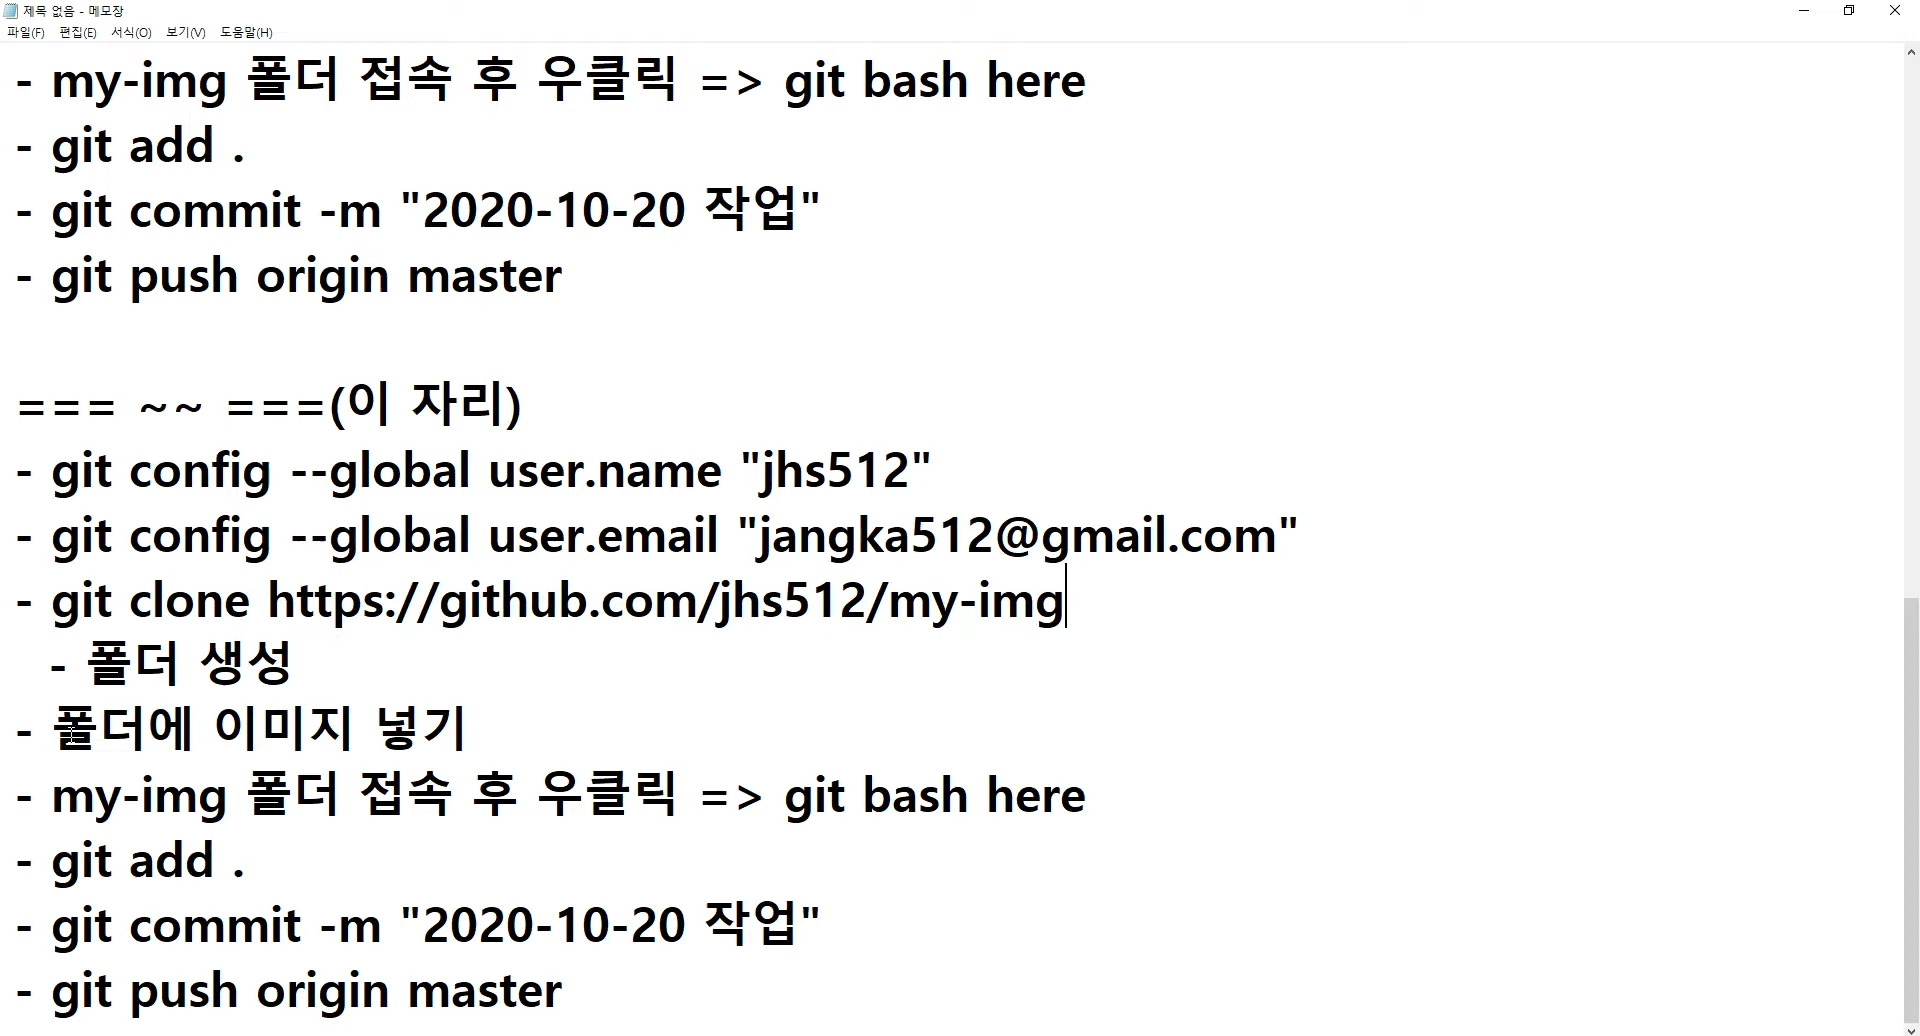 제목 없음 - 메모장
파일(F) 편집(E) 서식(O) 보기(V) 도움말(H)
- my-img 폴더 접속 후 우클릭 => git bash here
- git add .
- git commit -m "2020-10-20 작업"
- git push origin master
=== ~~ ===(이 자리)
- git config --global user.name "jhs512"
- git config --global user.email "jangka512@gmail.com"
- git clone https://github.com/jhs512/my-img
- 폴더 생성
- 폴더에 이미지 넣기
- my-img 폴더 접속 후 우클릭 => git bash here
- git add .
- git commit -m "2020-10-20 작업"
- git push origin master